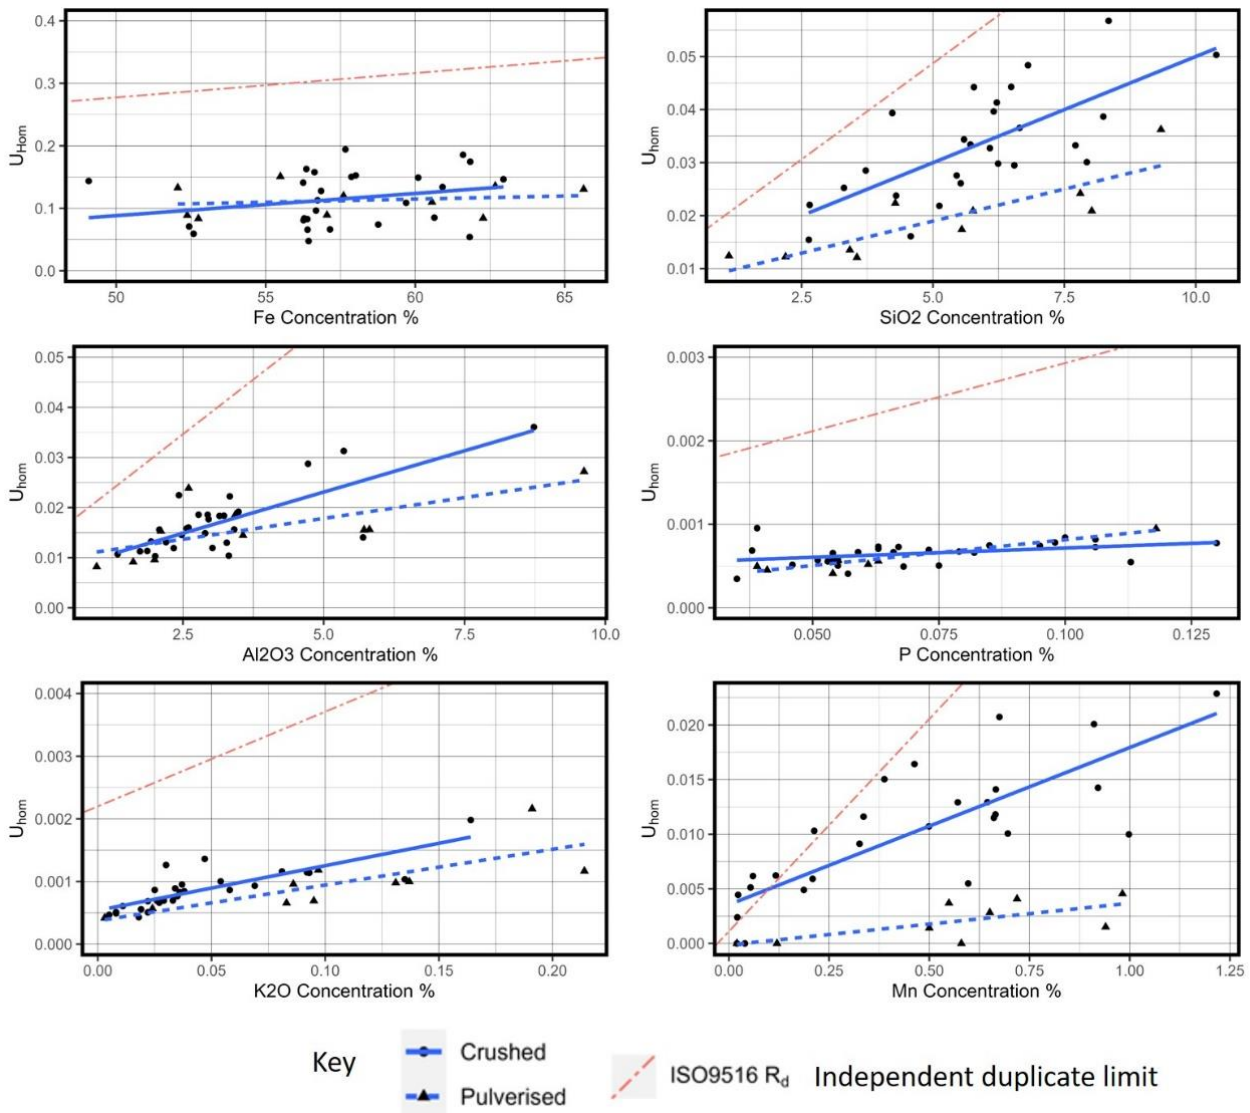 0.4
0.3
0.2
0.1
0.0
UHom
50 55 60 65
Fe Concentration %
0.05
0.04
0.03
0.02
0.01
Uhom
2.5 5.0 7.5 10.0
SiO2 Concentration %
0.05
0.04
0.03
0.02
0.01
0.00
Uhom
2.5 5.0 7.5 10.0
Al2O3 Concentration %
0.003
0.002
0.001
0.000
Uhom
0.050 0.075 0.100 0.125
P Concentration %
0.004
0.003
0.002
0.001
0.000
Uhom
0.00 0.05 0.10 0.15 0.20
K2O Concentration %
0.020
0.015
0.010
0.005
0.000
Uhom
0.00 0.25 0.50 0.75 1.00 1.25
Mn Concentration %
Key
Crushed
Pulverised
ISO9516 Rd Independent duplicate limit